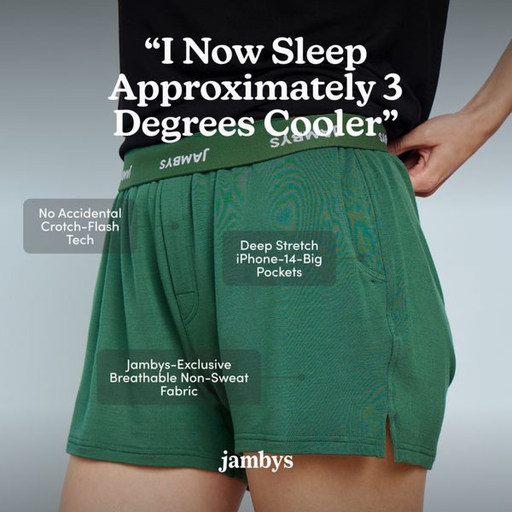 “I Now Sleep
Approximately 3
Degrees Cooler”
JAMBYS
JAMBYS
No Accidental
Crotch-Flash
Tech
Deep Stretch
iPhone-14-Big
Pockets
Jambys-Exclusive
Breathable Non-Sweat
Fabric
jambys